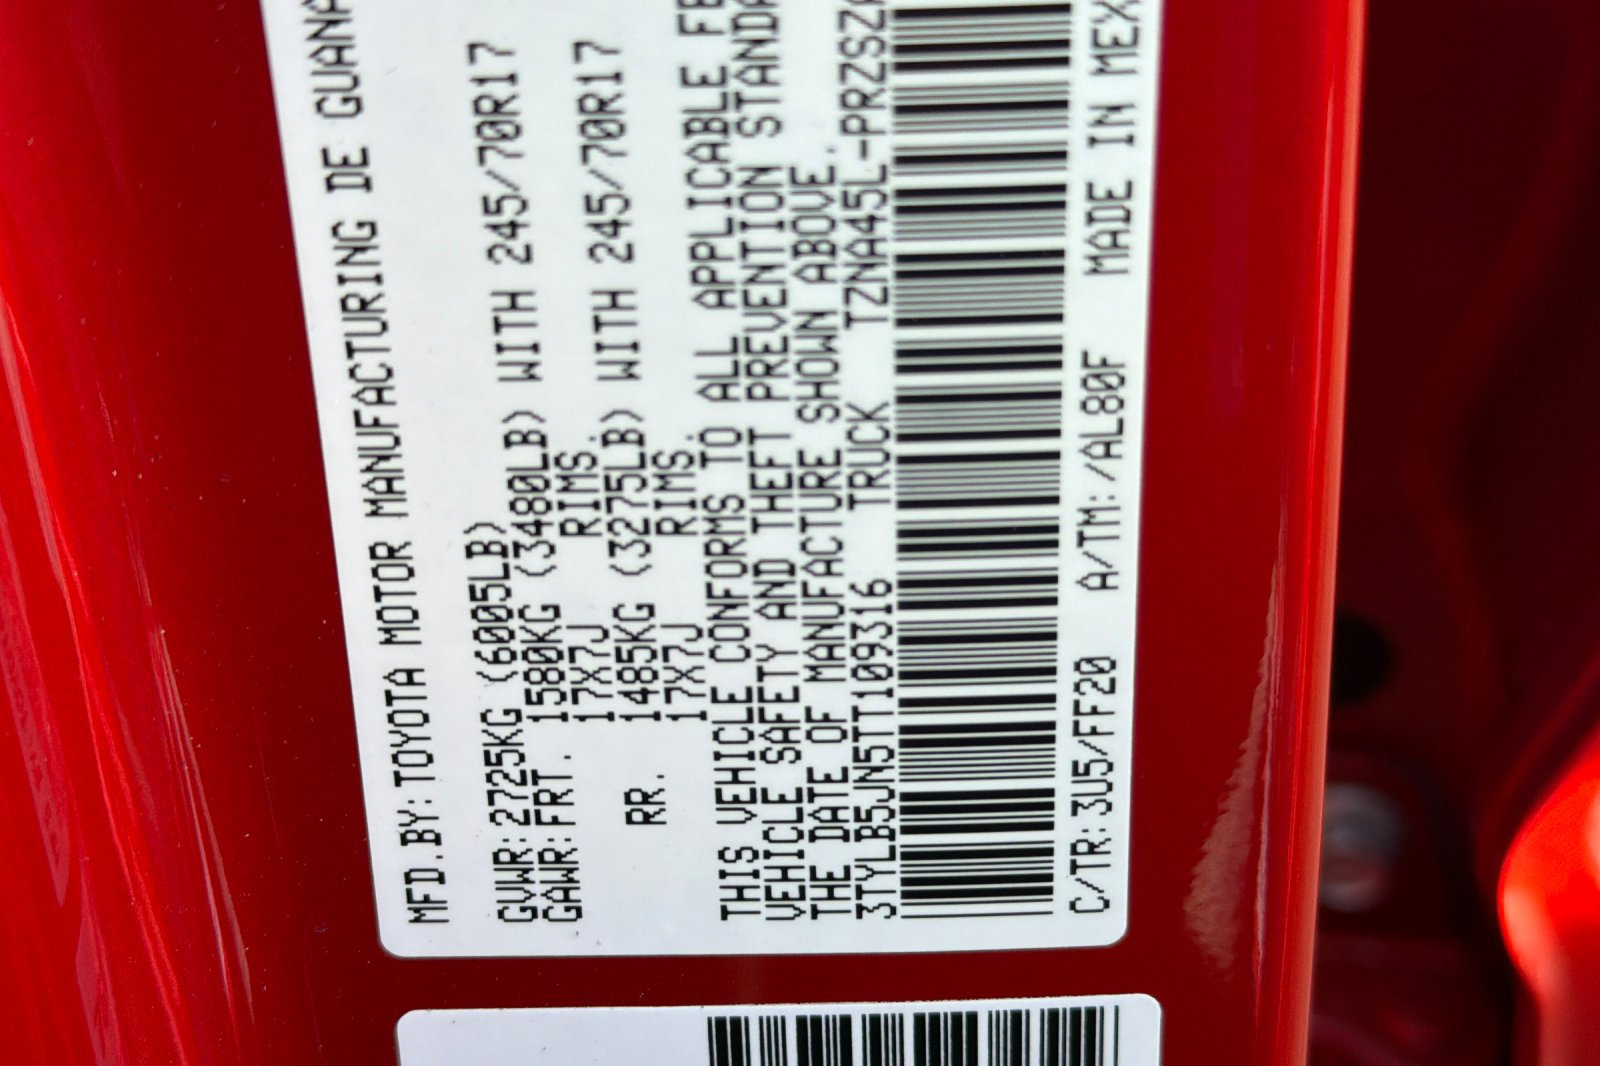 MFD.BY:TOYOTA MOTOR MANUFACTURING DE GUANA
GVWR:2725KG (6005LB)
GAWR:FRT. 1580KG (3480LB) WITH 245/70R17
17X7J RIMS.
RR. 1485KG (3275LB) WITH 245/70R17
17X7J RIMS.
THIS VEHICLE CONFORMS TO ALL APPLICABLE FE
VEHICLE SAFETY AND THEFT PREVENTION STANDA
THE DATE OF MANUFACTURE SHOWN ABOVE.
3TYLB5JN5TT109316 TRUCK TZNA45L-PRZSZA
C/TR:3U5/FF20 A/TM:/AL80F MADE IN MEX